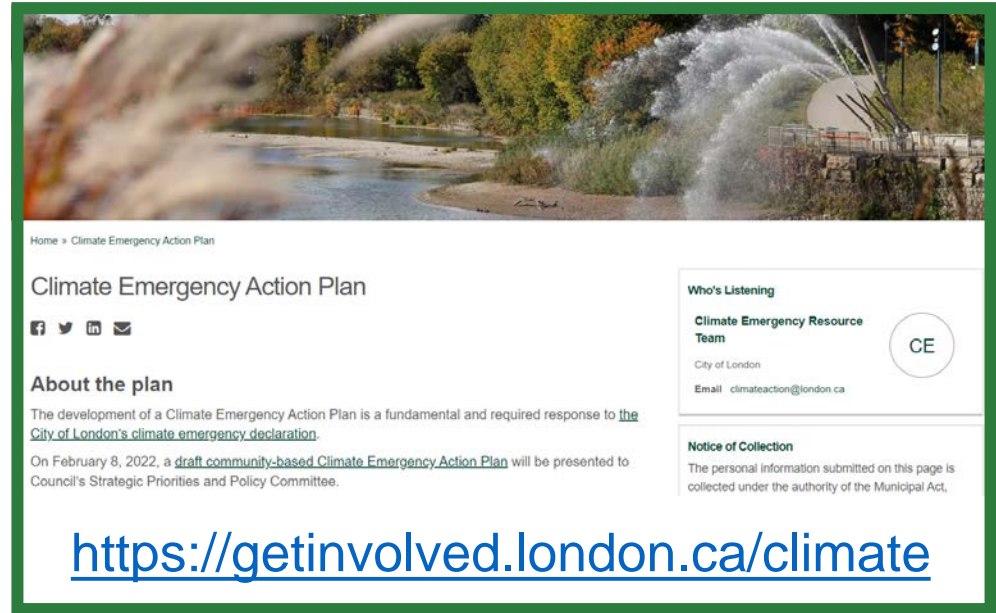 Home » Climate Emergency Action Plan
Climate Emergency Action Plan
About the plan
The development of a Climate Emergency Action Plan is a fundamental and required response to the
City of London's climate emergency declaration.
On February 8, 2022, a draft community-based Climate Emergency Action Plan will be presented to
Council's Strategic Priorities and Policy Committee.
Who's Listening
Climate Emergency Resource
Team
CE
City of London
Email climateaction@london.ca
Notice of Collection
The personal information submitted on this page is
collected under the authority of the Municipal Act,
https://getinvolved.london.ca/climate